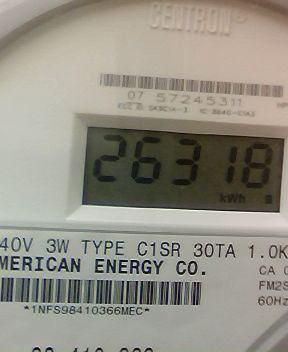 CENTRON®
07 57245311
26318
kWh
40V 3W TYPE C1SR 30TA 1.0K
MERICAN ENERGY CO.
CA 0
FM2S
60Hz
*1NFS98410366MEC*